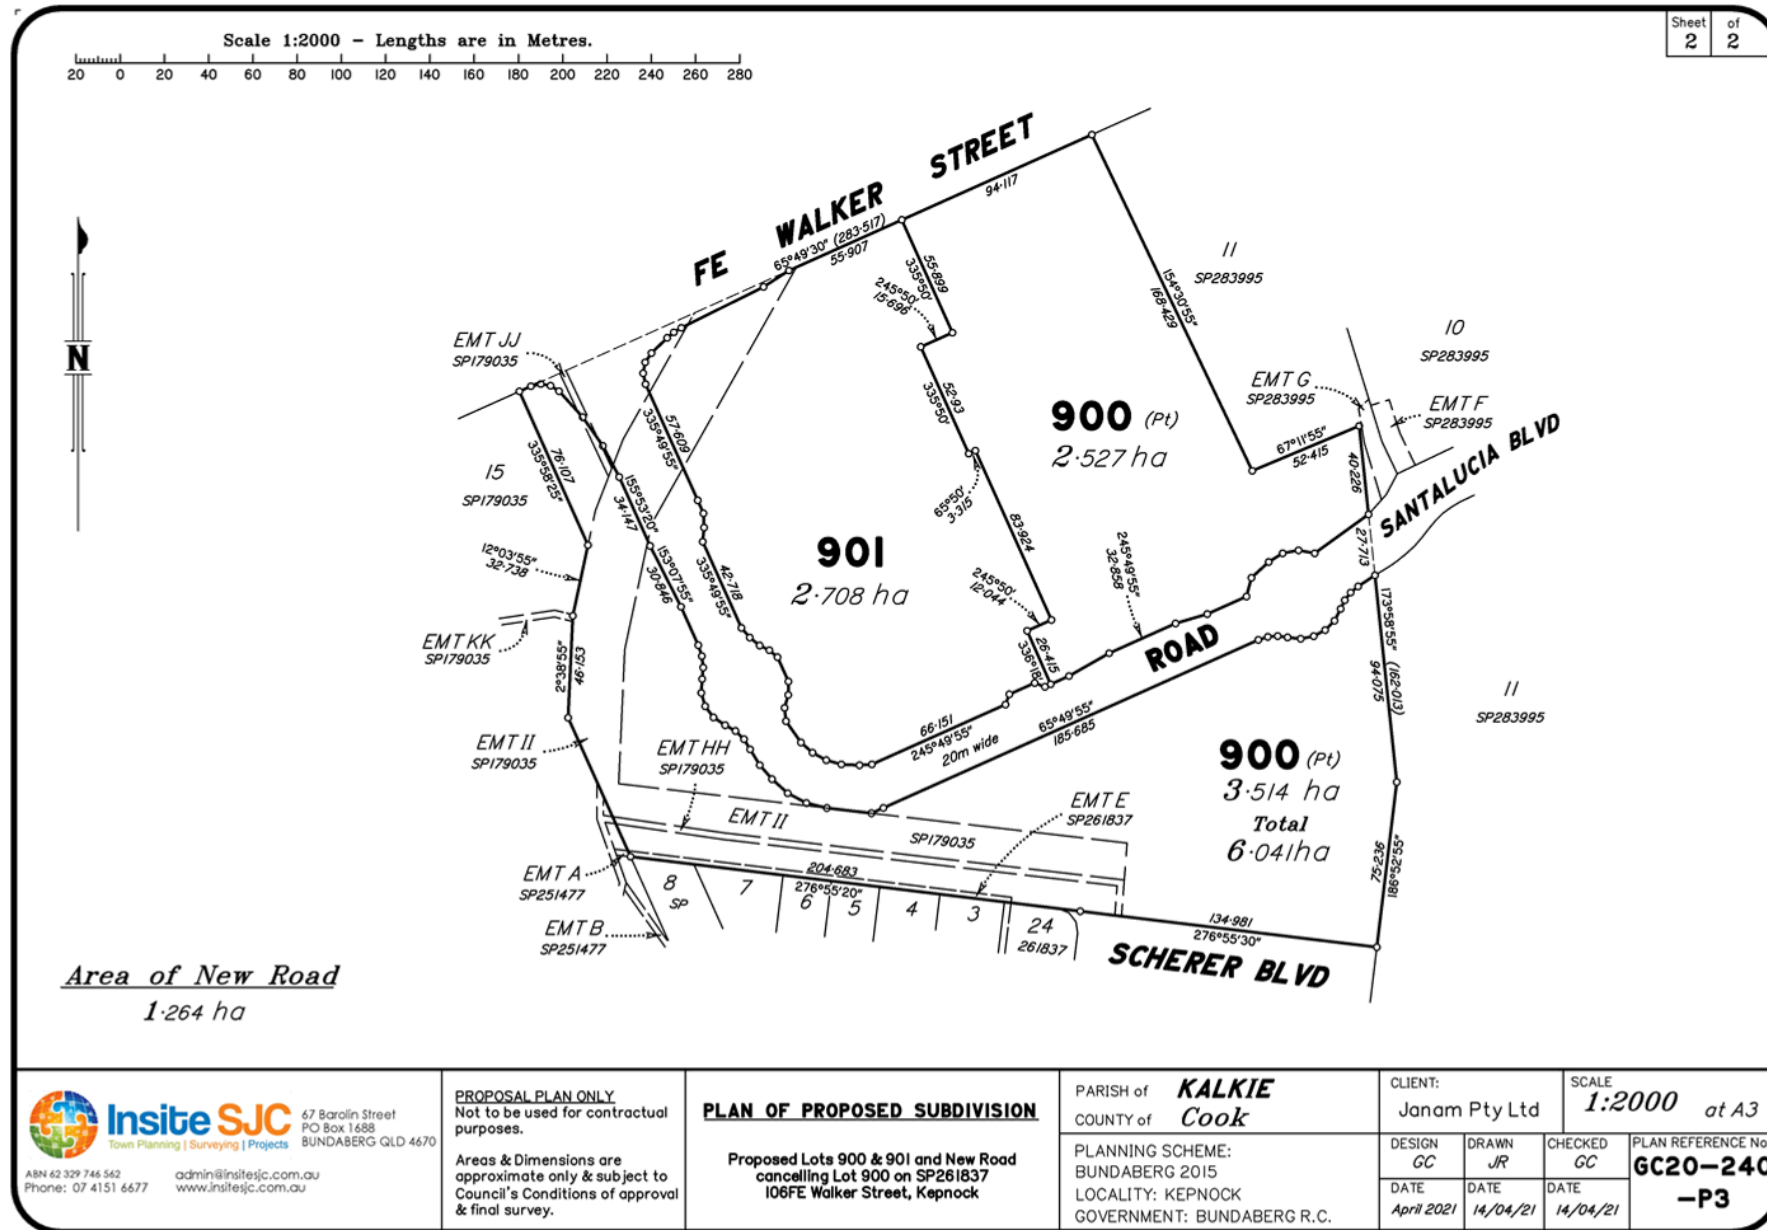 Sheet of
2 2
Scale 1:2000 - Lengths are in Metres.
20 0 20 40 60 80 100 120 140 160 180 200 220 240 260 280
FE WALKER STREET
94·117
65°49'30" (283·517)
55·907
55·899
335°50'
245°50'
15·696
154°30'55"
168·429
11
SP283995
10
SP283995
EMT JJ
SP179035
EMT G
SP283995
EMT F
SP283995
57·609
335°49'55"
52·93
335°50'
900 (Pt)
2·527 ha
67°11'55"
52·415
40·226
SANTALUCIA BLVD
76·107
335°58'25"
15
SP179035
155°53'20"
34·147
65°50'
3·315
83·924
27·713
901
2·708 ha
12°03'55"
32·738
153°07'55"
30·846
42·718
335°49'55"
245°50'
12·044
245°49'55"
32·858
ROAD
173°58'55" (162·013)
94·075
EMT KK
SP179035
2°38'55"
46·153
26·415
336°18'
11
SP283995
66·151
245°49'55"
20m wide
65°49'55"
185·685
EMT II
SP179035
EMT HH
SP179035
900 (Pt)
3·514 ha
Total
6·041ha
EMT II
SP179035
EMT E
SP261837
75·236
186°52'55"
EMT A
SP251477
204·683
276°55'20"
8
SP
7
6
5
4
3
24
261837
134·981
276°55'30"
EMT B
SP251477
SCHERER BLVD
N
Area of New Road
1·264 ha
Insite SJC
Town Planning | Surveying | Projects
67 Barolin Street
PO Box 1688
BUNDABERG QLD 4670
ABN 62 329 746 562
Phone: 07 4151 6677
admin@insitesjc.com.au
www.insitesjc.com.au
PROPOSAL PLAN ONLY
Not to be used for contractual
purposes.
Areas & Dimensions are
approximate only & subject to
Council's Conditions of approval
& final survey.
PLAN OF PROPOSED SUBDIVISION
Proposed Lots 900 & 901 and New Road
cancelling Lot 900 on SP261837
106FE Walker Street, Kepnock
PARISH of KALKIE
COUNTY of Cook
PLANNING SCHEME:
BUNDABERG 2015
LOCALITY: KEPNOCK
GOVERNMENT: BUNDABERG R.C.
CLIENT:
Janam Pty Ltd
SCALE
1:2000 at A3
DESIGN
GC
DRAWN
JR
CHECKED
GC
DATE
April 2021
DATE
14/04/21
DATE
14/04/21
PLAN REFERENCE No
GC20-240
-P3